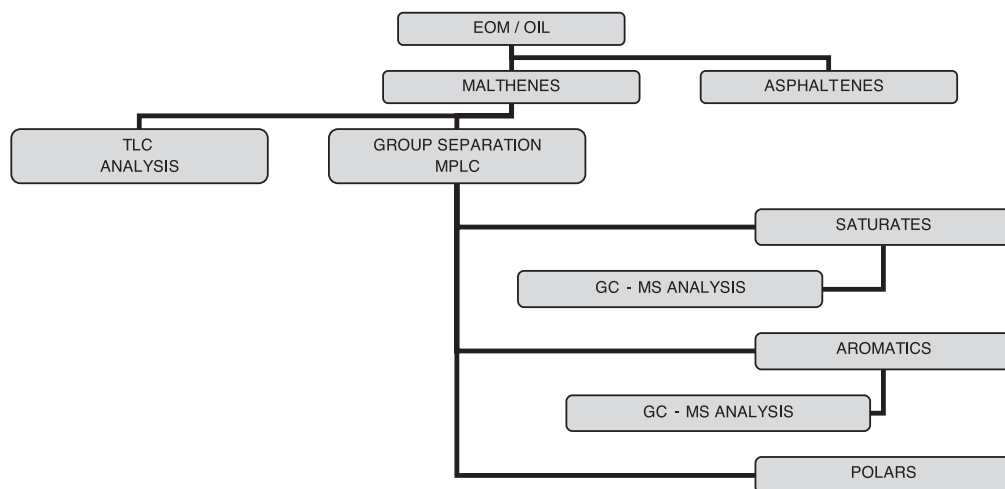 EOM / OIL
MALTHENES
ASPHALTENES
TLC
ANALYSIS
GROUP SEPARATION
MPLC
SATURATES
GC - MS ANALYSIS
AROMATICS
GC - MS ANALYSIS
POLARS